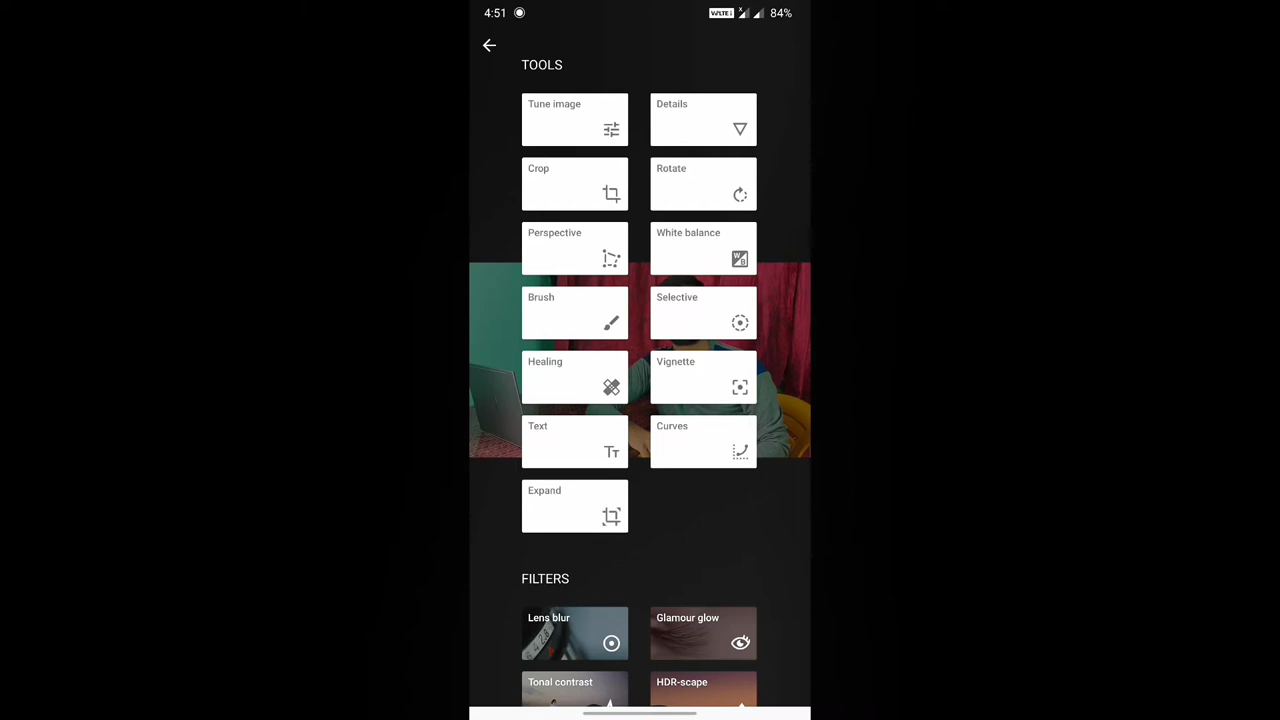 4:51 84%
TOOLS
Tune image Details
Crop Rotate
Perspective White balance
Brush Selective
Healing Vignette
Text Curves
Expand
FILTERS
Lens blur Glamour glow
Tonal contrast HDR-scape